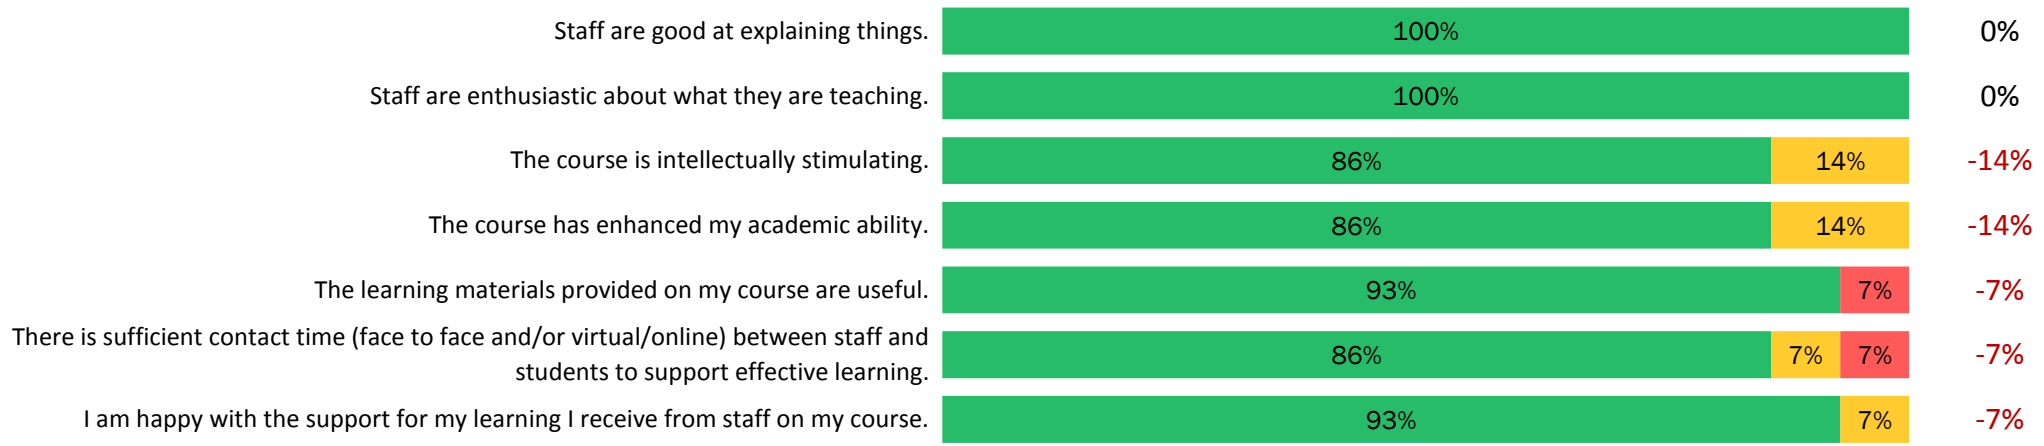 Staff are good at explaining things. 100% 0%
Staff are enthusiastic about what they are teaching. 100% 0%
The course is intellectually stimulating. 86% 14% -14%
The course has enhanced my academic ability. 86% 14% -14%
The learning materials provided on my course are useful. 93% 7% -7%
There is sufficient contact time (face to face and/or virtual/online) between staff and
students to support effective learning. 86% 7% 7% -7%
I am happy with the support for my learning I receive from staff on my course. 93% 7% -7%